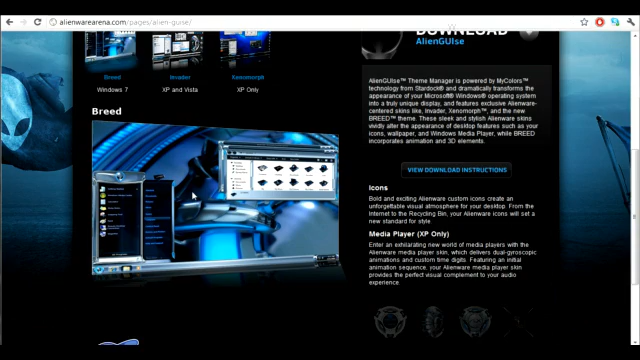 alienwarearena.com/pages/alien-guise/
DOWNLOAD
AlienGUIse
Breed
Invader
Xenomorph
Windows 7
XP and Vista
XP Only
Breed
AlienGUIse™ Theme Manager is powered by MyColors™
technology from Stardock® and dramatically transforms the
appearance of your Microsoft® Windows® operating system
into a truly unique display, and features exclusive Alienware-
centered skins like, Invader, Xenomorph™, and the new
BREED™ theme. These sleek and stylish Alienware skins
vividly alter the appearance of desktop features such as your
icons, wallpaper, and Windows Media Player, while BREED
incorporates animation and 3D elements.
VIEW DOWNLOAD INSTRUCTIONS
Icons
Bold and exciting Alienware custom icons create an
unforgettable visual atmosphere for your desktop. From the
Internet to the Recycling Bin, your Alienware icons will set a
new standard for style
Media Player (XP Only)
Enter an exhilarating new world of media players with the
Alienware media player skin, which delivers dual-gyroscopic
animations and custom time digits. Featuring an initial
animation sequence, your Alienware media player skin
provides the perfect visual complement to your audio
experience.